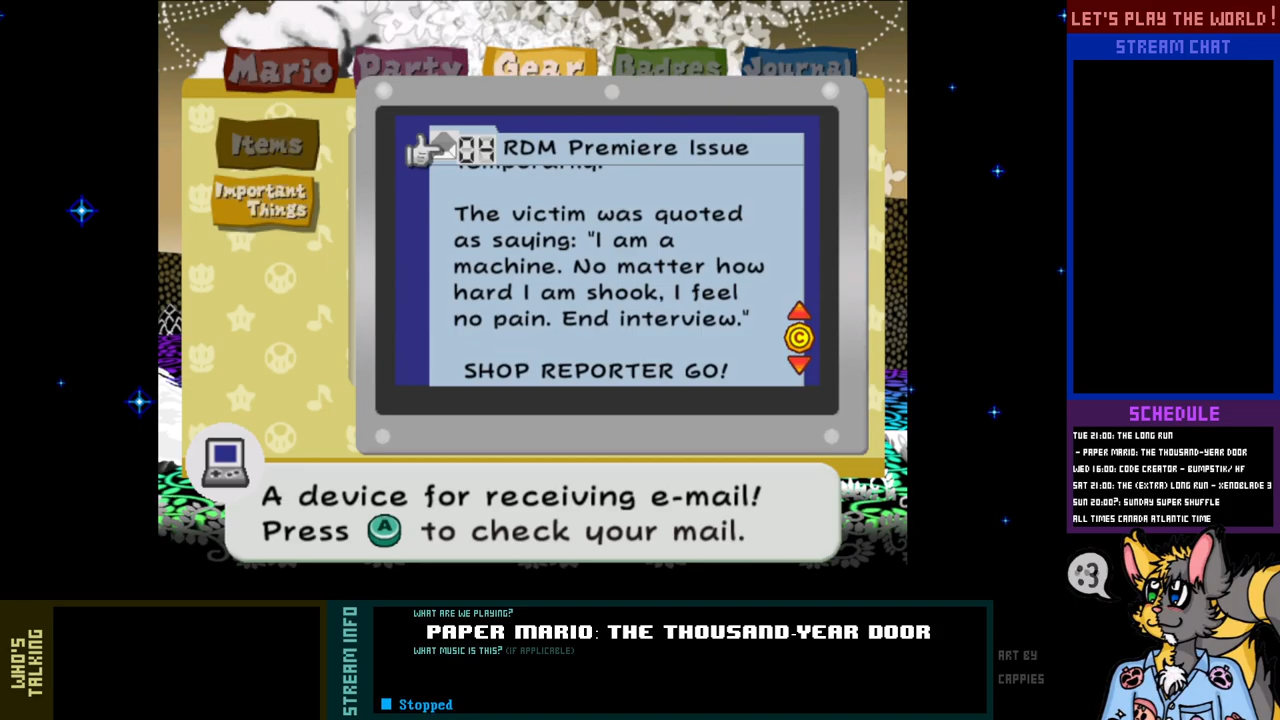 Mario
Party
Gear
Badges
Journal
Items
Important
Things
04 RDM Premiere Issue
temporarily.
The victim was quoted
as saying: "I am a
machine. No matter how
hard I am shook, I feel
no pain. End interview."
SHOP REPORTER GO!
C
A device for receiving e-mail!
Press A to check your mail.
LET'S PLAY THE WORLD!
STREAM CHAT
SCHEDULE
TUE 21:00: THE LONG RUN
- PAPER MARIO: THE THOUSAND-YEAR DOOR
WED 16:00: CODE CREATOR - BUMPSTIK/ HF
SAT 21:00: THE (EXTRA) LONG RUN - XENOBLADE 3
SUN 20:00?: SUNDAY SUPER SHUFFLE
ALL TIMES CANADA ATLANTIC TIME
:3
WHO'S
TALKING
STREAM INFO
WHAT ARE WE PLAYING?
PAPER MARIO: THE THOUSAND-YEAR DOOR
WHAT MUSIC IS THIS? (IF APPLICABLE)
Stopped
ART BY
CAPPIES